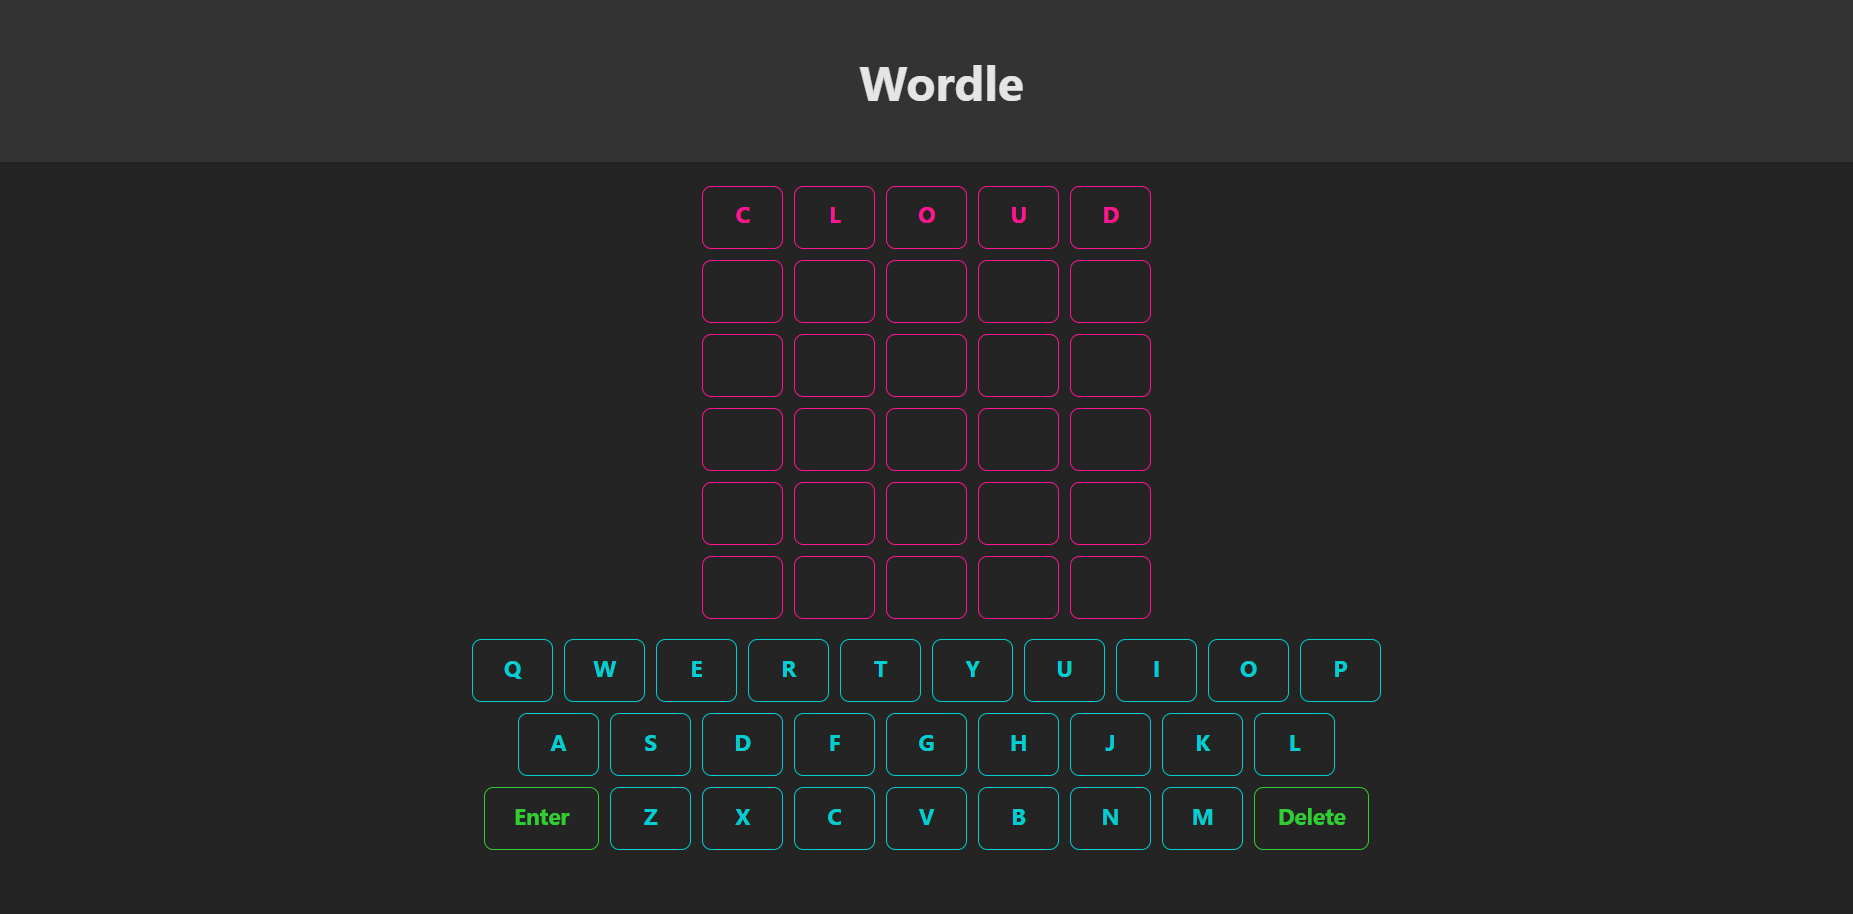 Wordle
C L O U D
Q W E R T Y U I O P
A S D F G H J K L
Enter Z X C V B N M Delete